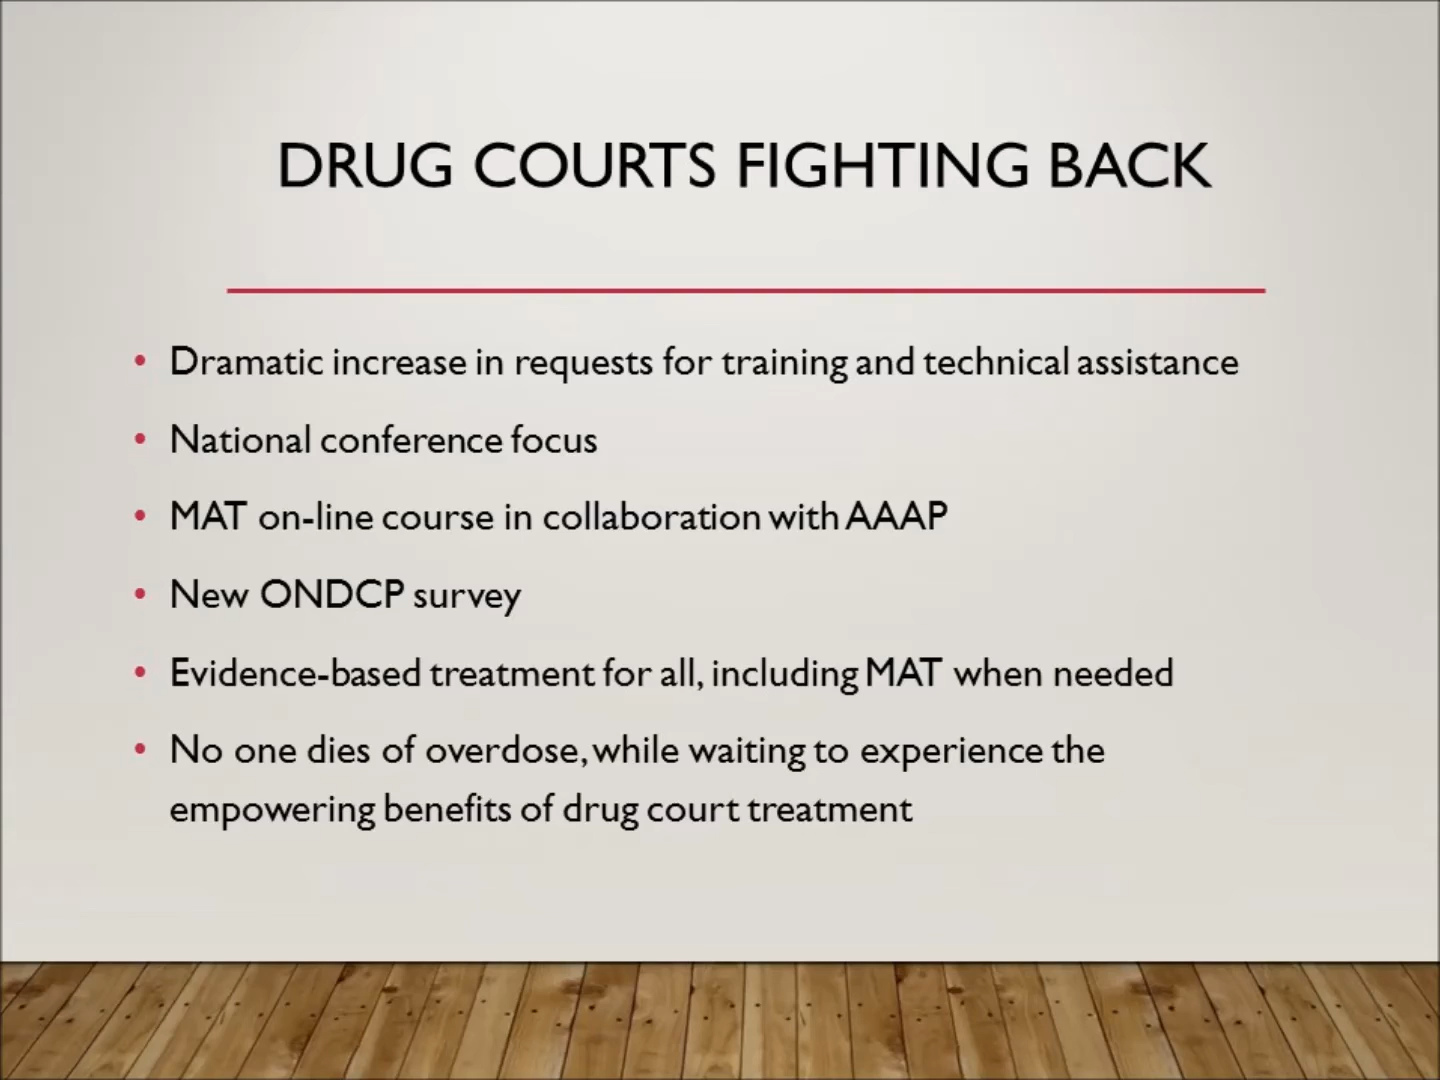 DRUG COURTS FIGHTING BACK
• Dramatic increase in requests for training and technical assistance
• National conference focus
• MAT on-line course in collaboration with AAAP
• New ONDCP survey
• Evidence-based treatment for all, including MAT when needed
• No one dies of overdose, while waiting to experience the
empowering benefits of drug court treatment